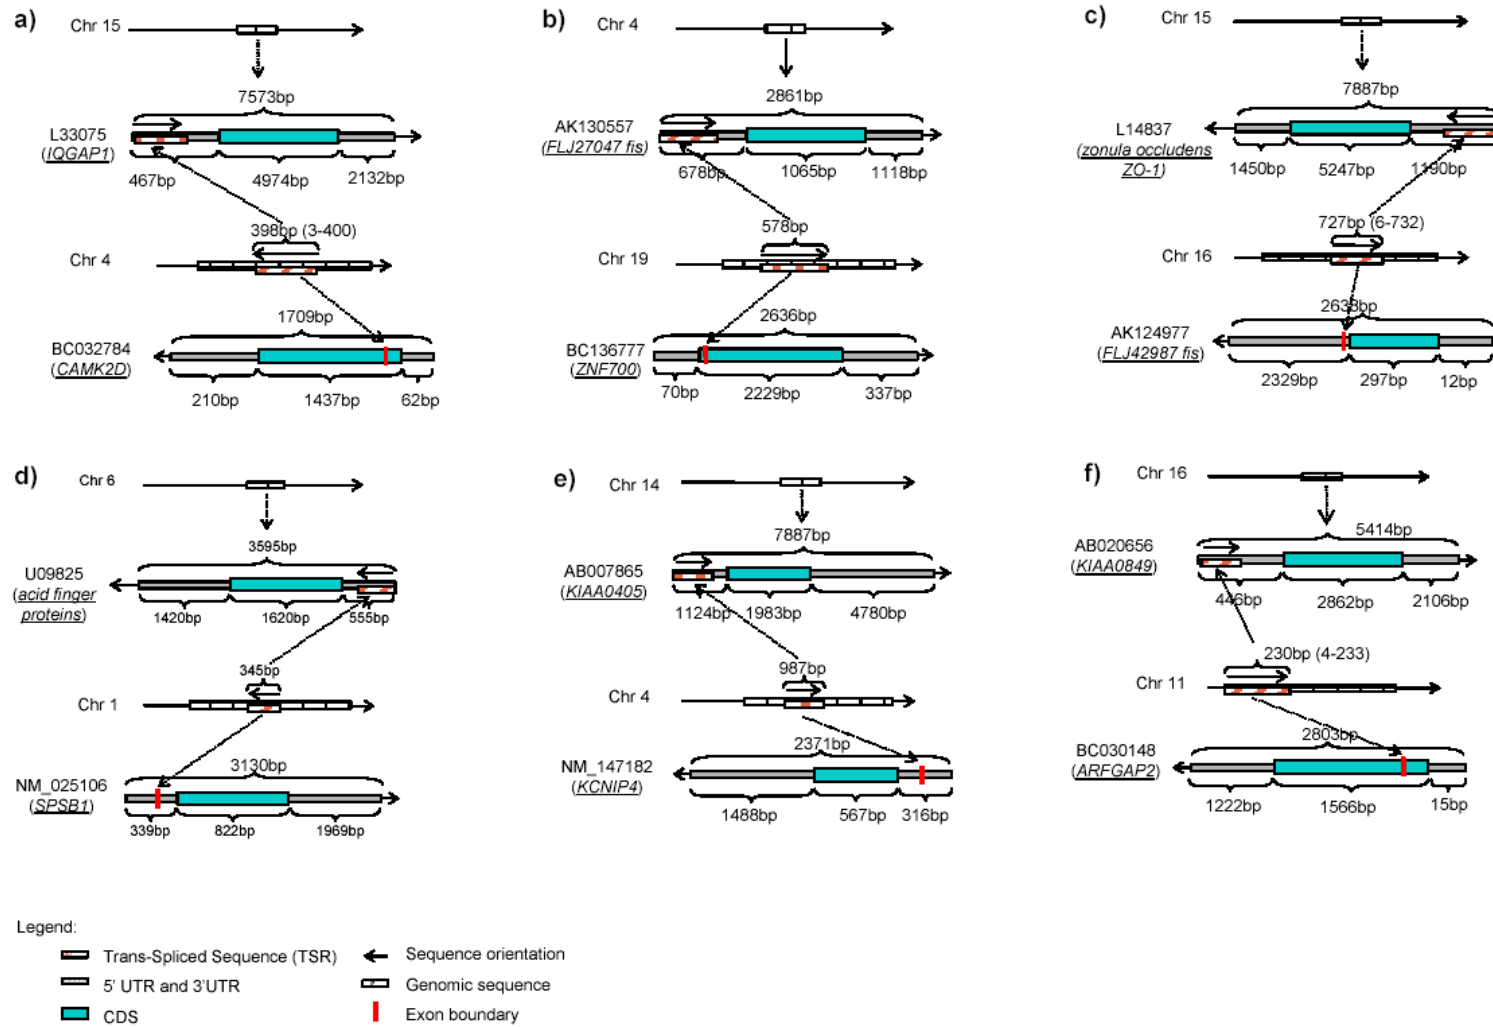 a)
Chr 15
7573bp
L33075
(IQGAP1)
467bp
4974bp
2132bp
398bp (3-400)
Chr 4
1709bp
BC032784
(CAMK2D)
210bp
1437bp
62bp
b)
Chr 4
2861bp
AK130557
(FLJ27047 fis)
678bp
1065bp
1118bp
578bp
Chr 19
2636bp
BC136777
(ZNF700)
70bp
2229bp
337bp
c)
Chr 15
7887bp
L14837
(zonula occludens
ZO-1)
1450bp
5247bp
1190bp
727bp (6-732)
Chr 16
2638bp
AK124977
(FLJ42987 fis)
2329bp
297bp
12bp
d)
Chr 6
3595bp
U09825
(acid finger
proteins)
1420bp
1620bp
555bp
345bp
Chr 1
3130bp
NM_025106
(SPSB1)
339bp
822bp
1969bp
e)
Chr 14
7887bp
AB007865
(KIAA0405)
1124bp
1983bp
4780bp
987bp
Chr 4
2371bp
NM_147182
(KCNIP4)
1488bp
567bp
316bp
f)
Chr 16
5414bp
AB020656
(KIAA0849)
446bp
2862bp
2106bp
230bp (4-233)
Chr 11
2803bp
BC030148
(ARFGAP2)
1222bp
1566bp
15bp
Legend:
Trans-Spliced Sequence (TSR)
Sequence orientation
5' UTR and 3'UTR
Genomic sequence
CDS
Exon boundary